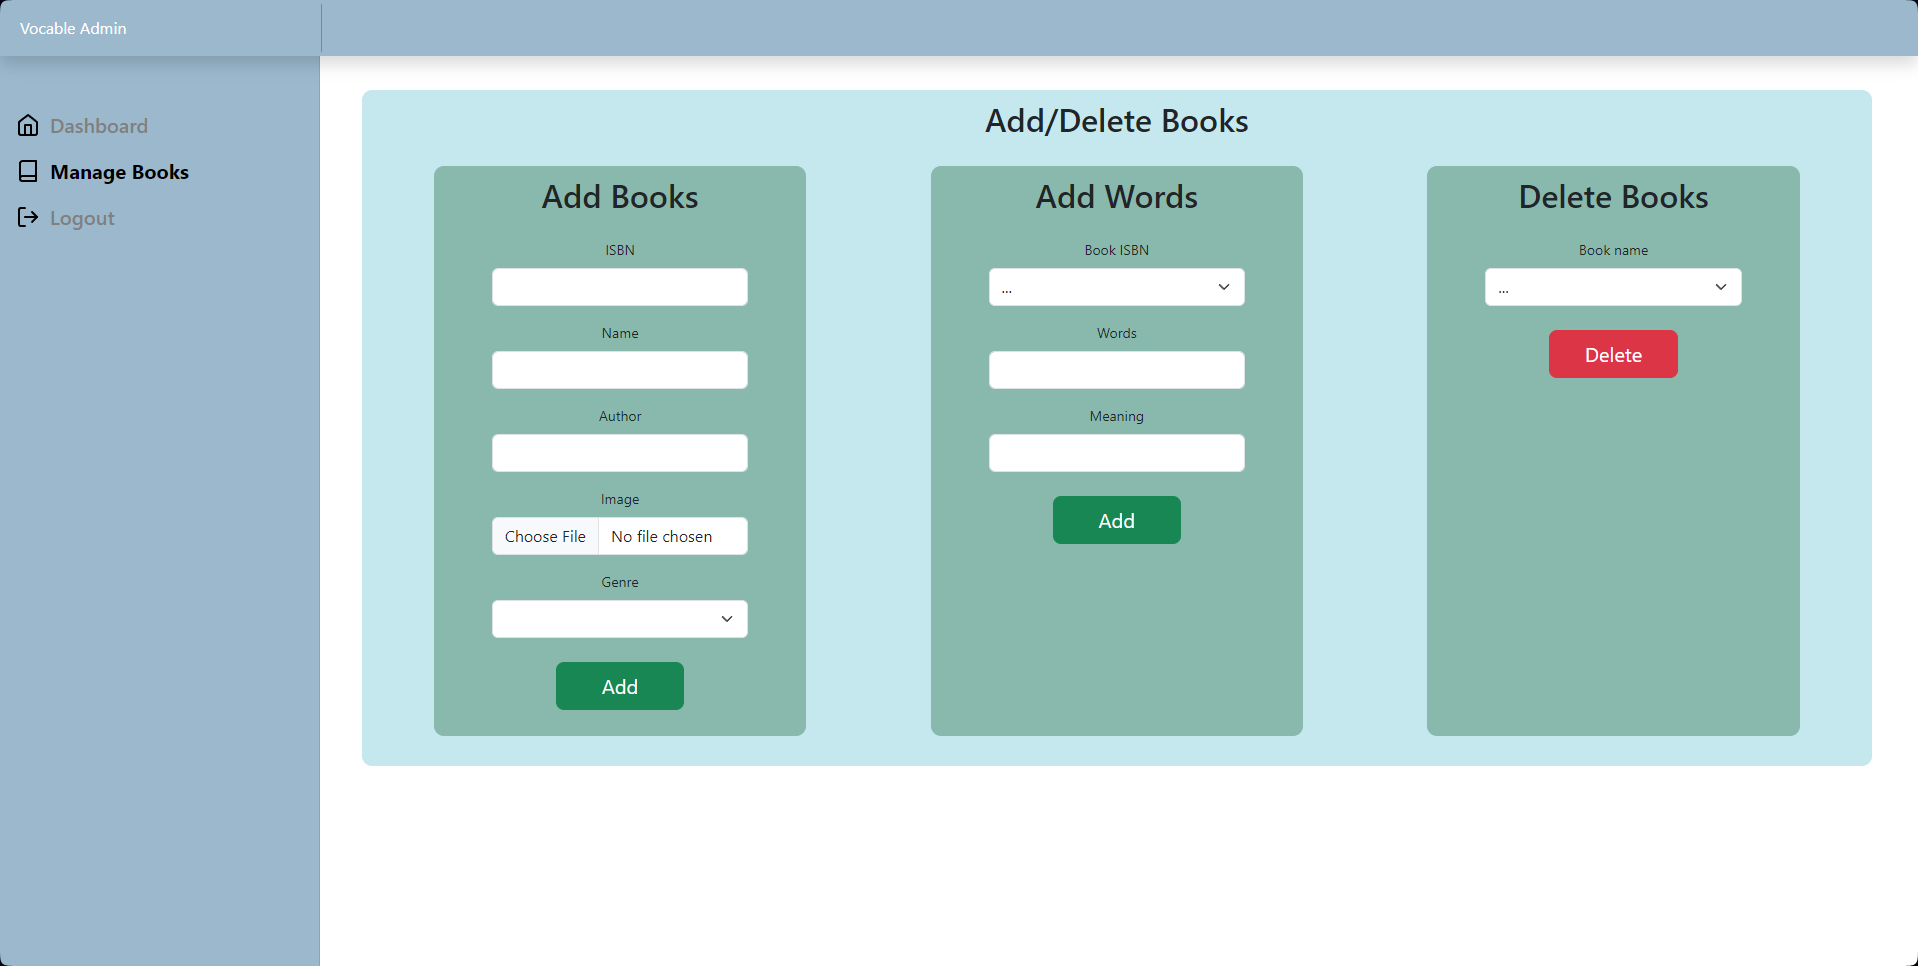 Vocable Admin
Dashboard
Manage Books
Logout
Add/Delete Books
Add Books
ISBN
Name
Author
Image
Choose File No file chosen
Genre
Add
Add Words
Book ISBN
...
Words
Meaning
Add
Delete Books
Book name
...
Delete